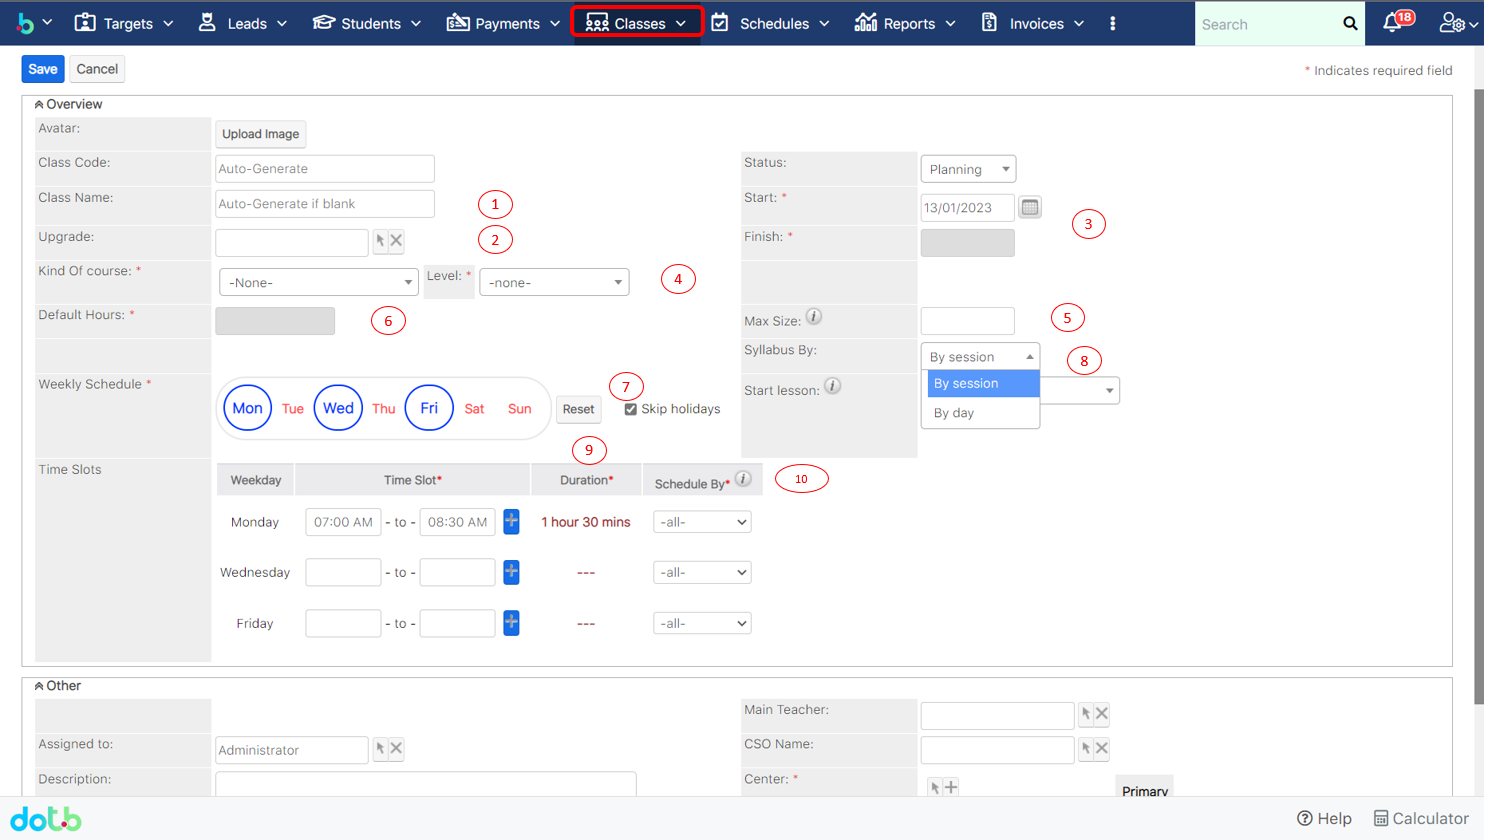 Targets Leads Students Payments Classes Schedules Reports Invoices Search 18
Save Cancel * Indicates required field
Overview
Avatar: Upload Image
Class Code: Auto-Generate Status: Planning
Class Name: Auto-Generate if blank 1 Start: * 13/01/2023
3
Upgrade: 2 Finish: *
Kind Of course: * -None- Level: * -none- 4
Default Hours: * 6 Max Size: i 5
Syllabus By: By session 8
Weekly Schedule * Mon Tue Wed Thu Fri Sat Sun Reset 7 Skip holidays Start lesson: i By session
By day
9
Time Slots Weekday Time Slot* Duration* Schedule By* i 10
Monday 07:00 AM - to - 08:30 AM 1 hour 30 mins -all-
Wednesday - to - --- -all-
Friday - to - --- -all-
Other
Main Teacher:
Assigned to: Administrator CSO Name:
Description: Center: * Primary
dotb Help Calculator